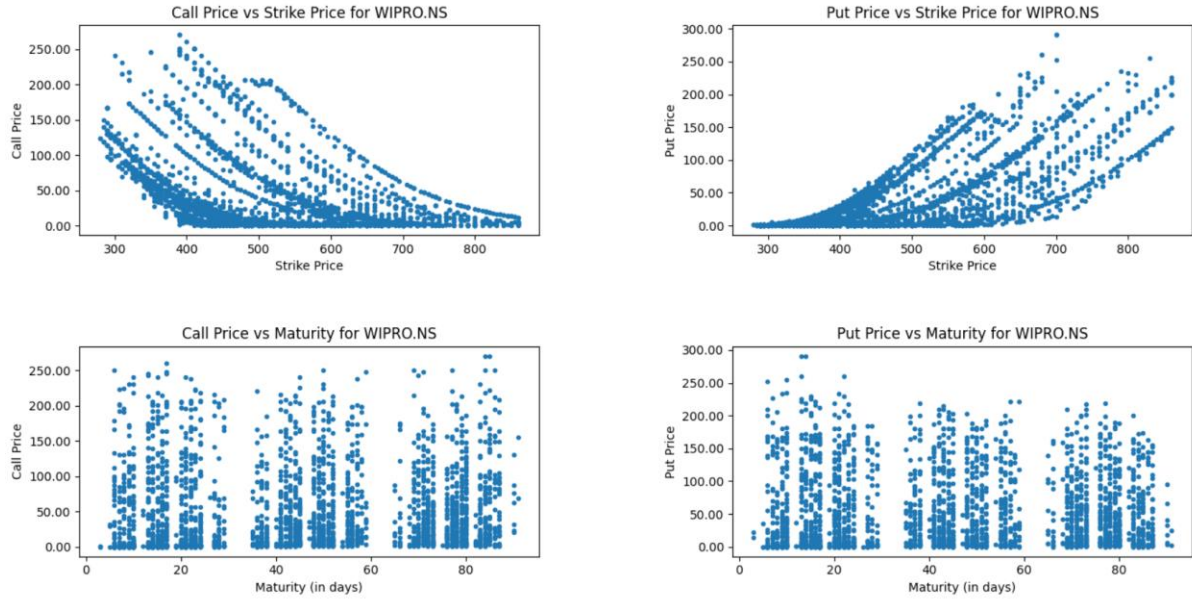 Call Price vs Strike Price for WIPRO.NS
250.00
200.00
150.00
100.00
50.00
0.00
Call Price
300 400 500 600 700 800
Strike Price
Put Price vs Strike Price for WIPRO.NS
300.00
250.00
200.00
150.00
100.00
50.00
0.00
Put Price
300 400 500 600 700 800
Strike Price
Call Price vs Maturity for WIPRO.NS
250.00
200.00
150.00
100.00
50.00
0.00
Call Price
0 20 40 60 80
Maturity (in days)
Put Price vs Maturity for WIPRO.NS
300.00
250.00
200.00
150.00
100.00
50.00
0.00
Put Price
0 20 40 60 80
Maturity (in days)